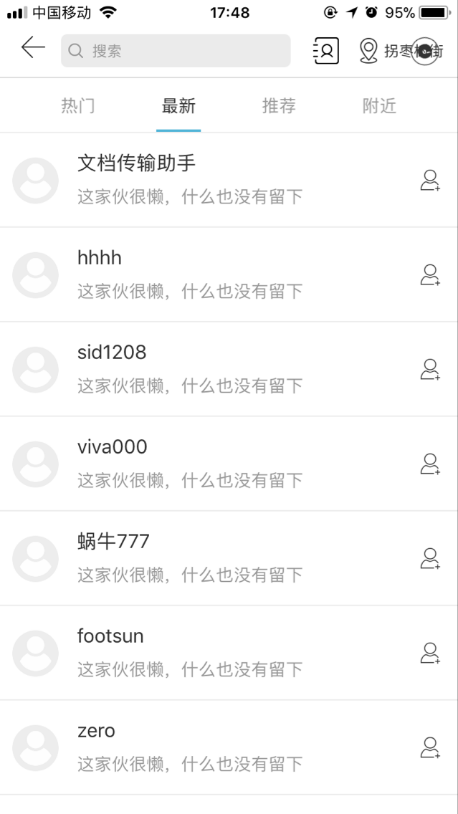 中国移动 17:48 95%
搜索
热门 最新 推荐 附近
文档传输助手
这家伙很懒，什么也没有留下
hhhh
这家伙很懒，什么也没有留下
sid1208
这家伙很懒，什么也没有留下
viva000
这家伙很懒，什么也没有留下
蜗牛777
这家伙很懒，什么也没有留下
footsun
这家伙很懒，什么也没有留下
zero
这家伙很懒，什么也没有留下